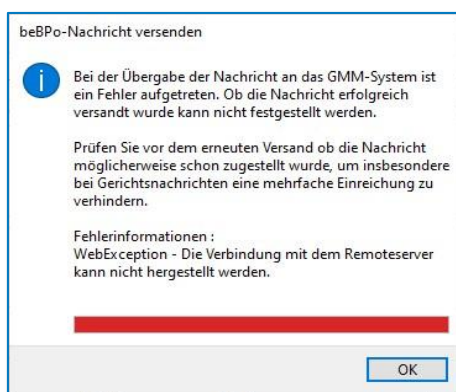 beBPo-Nachricht versenden
Bei der Übergabe der Nachricht an das GMM-System ist
ein Fehler aufgetreten. Ob die Nachricht erfolgreich
versandt wurde kann nicht festgestellt werden.
Prüfen Sie vor dem erneuten Versand ob die Nachricht
möglicherweise schon zugestellt wurde, um insbesondere
bei Gerichtsnachrichten eine mehrfache Einreichung zu
verhindern.
Fehlerinformationen :
WebException - Die Verbindung mit dem Remoteserver
kann nicht hergestellt werden.
OK